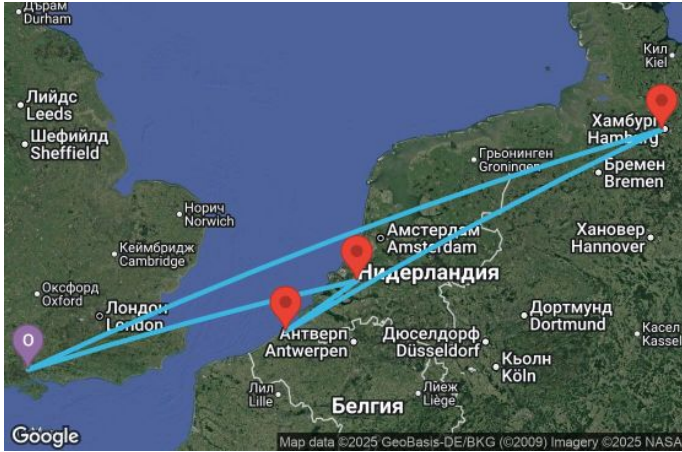 Дърам
Durham
Кил
Kiel
Лийдс
Leeds
Шефийлд
Sheffield
Хамбург
Hamburg
Грьонинген
Groningen
Бремен
Bremen
Норич
Norwich
Амстердам
Amsterdam
Хановер
Hannover
Кеймбридж
Cambridge
Нидерландия
Оксфорд
Oxford
Лондон
London
O
Антверп
Antwerpen
Дюселдорф
Düsseldorf
Дортмунд
Dortmund
Касел
Kassel
Кьолн
Köln
Лил
Lille
Лиеж
Liège
Белгия
Google
Map data ©2025 GeoBasis-DE/BKG (©2009) Imagery ©2025 NASA